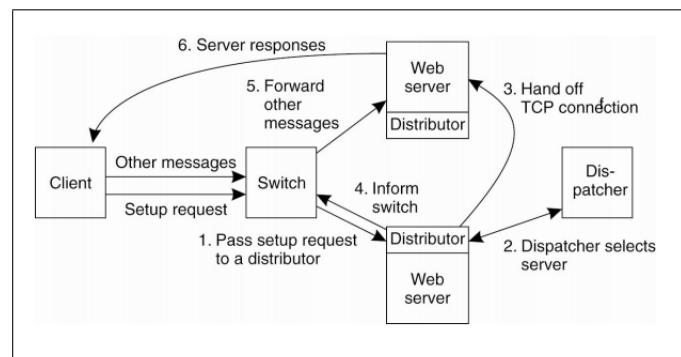 6. Server responses
Web
server
Distributor
5. Forward
other
messages
3. Hand off
TCP connection
Client
Other messages
Setup request
Switch
4. Inform
switch
Dis-
patcher
1. Pass setup request
to a distributor
Distributor
Web
server
2. Dispatcher selects
server